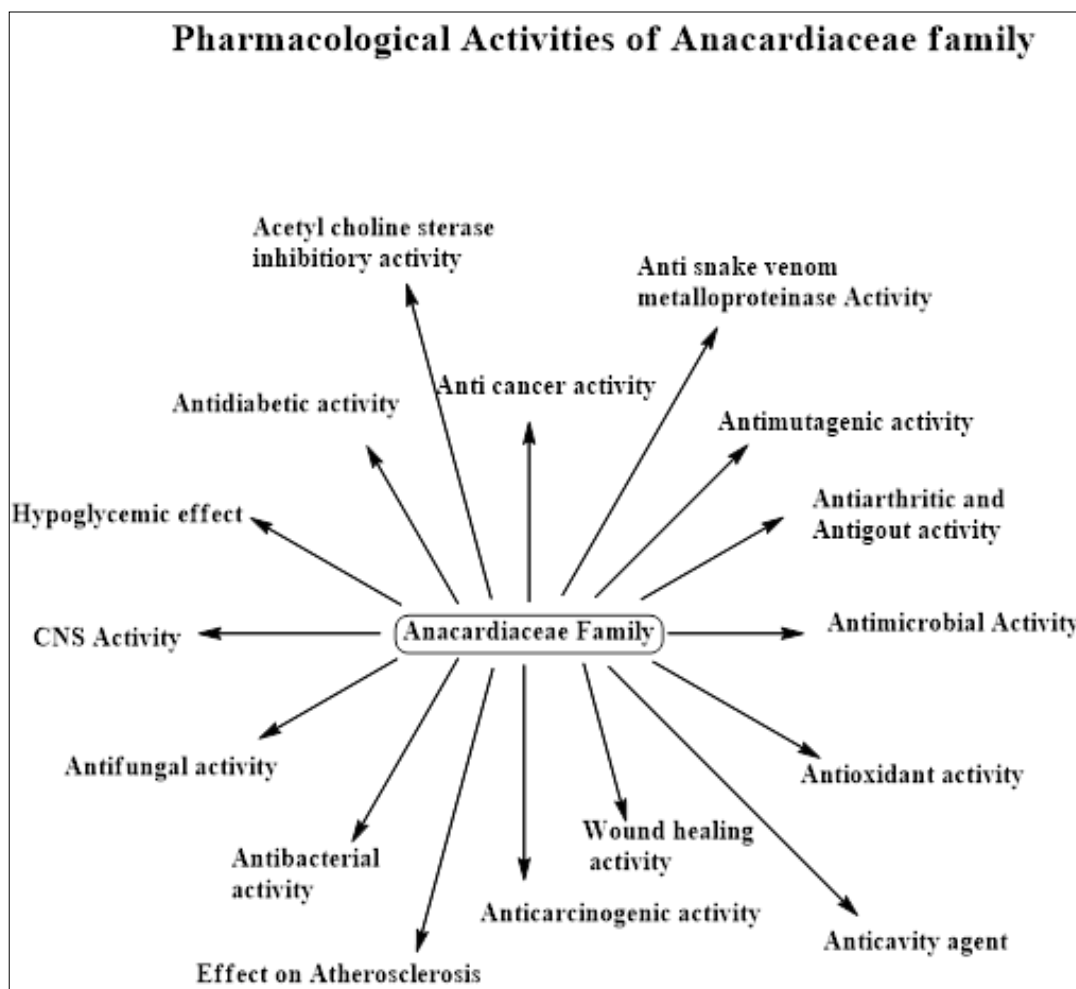 Pharmacological Activities of Anacardiaceae family
Acetyl choline sterase
inhibitiory activity
Anti snake venom
metalloproteinase Activity
Anti cancer activity
Antidiabetic activity
Antimutagenic activity
Hypoglycemic effect
Antiarthritic and
Antigout activity
CNS Activity
Anacardiaceae Family
Antimicrobial Activity
Antifungal activity
Antioxidant activity
Antibacterial
activity
Wound healing
activity
Anticarcinogenic activity
Anticavity agent
Effect on Atherosclerosis